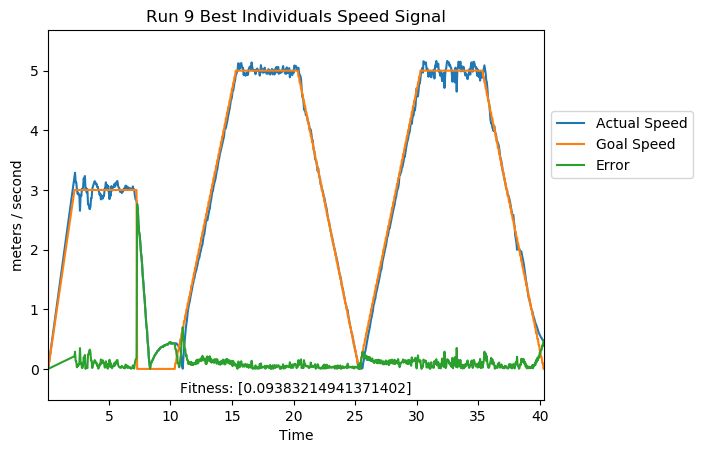 Run 9 Best Individuals Speed Signal
meters / second
5
4
3
2
1
0
Actual Speed
Goal Speed
Error
Fitness: [0.09383214941371402]
5 10 15 20 25 30 35 40
Time